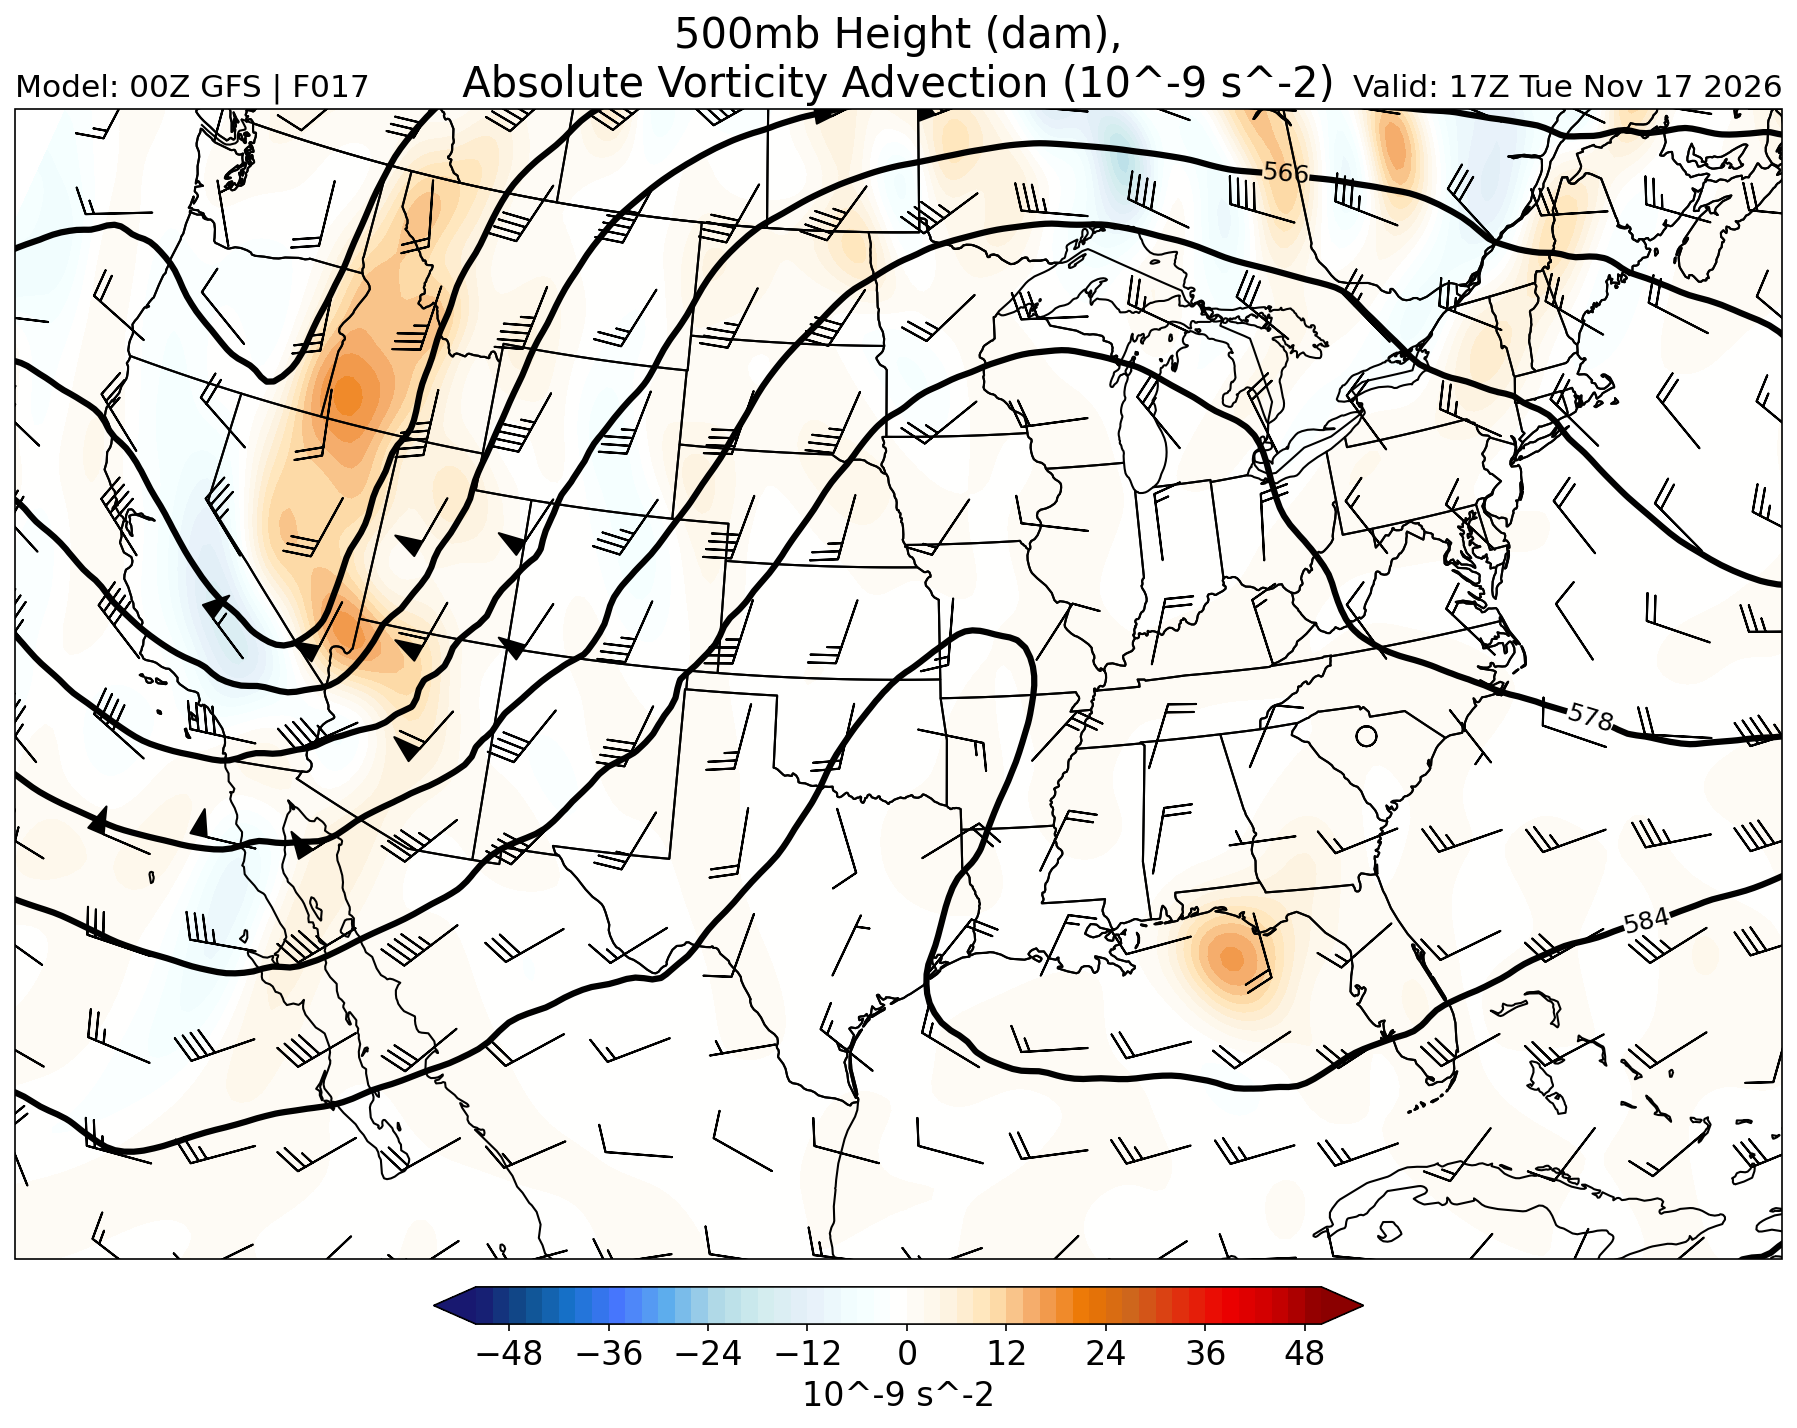 500mb Height (dam),
Model: 00Z GFS | F017
Absolute Vorticity Advection (10^-9 s^-2)
Valid: 17Z Tue Nov 17 2026
566
578
584
−48 −36 −24 −12 0 12 24 36 48
10^-9 s^-2